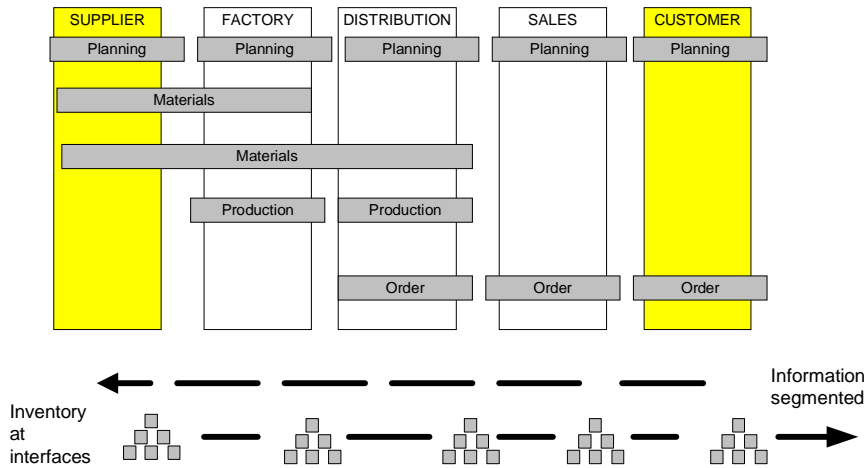 SUPPLIER FACTORY DISTRIBUTION SALES CUSTOMER
Planning Planning Planning Planning Planning
Materials
Materials
Production Production
Order Order Order
Information
segmented
Inventory
at
interfaces